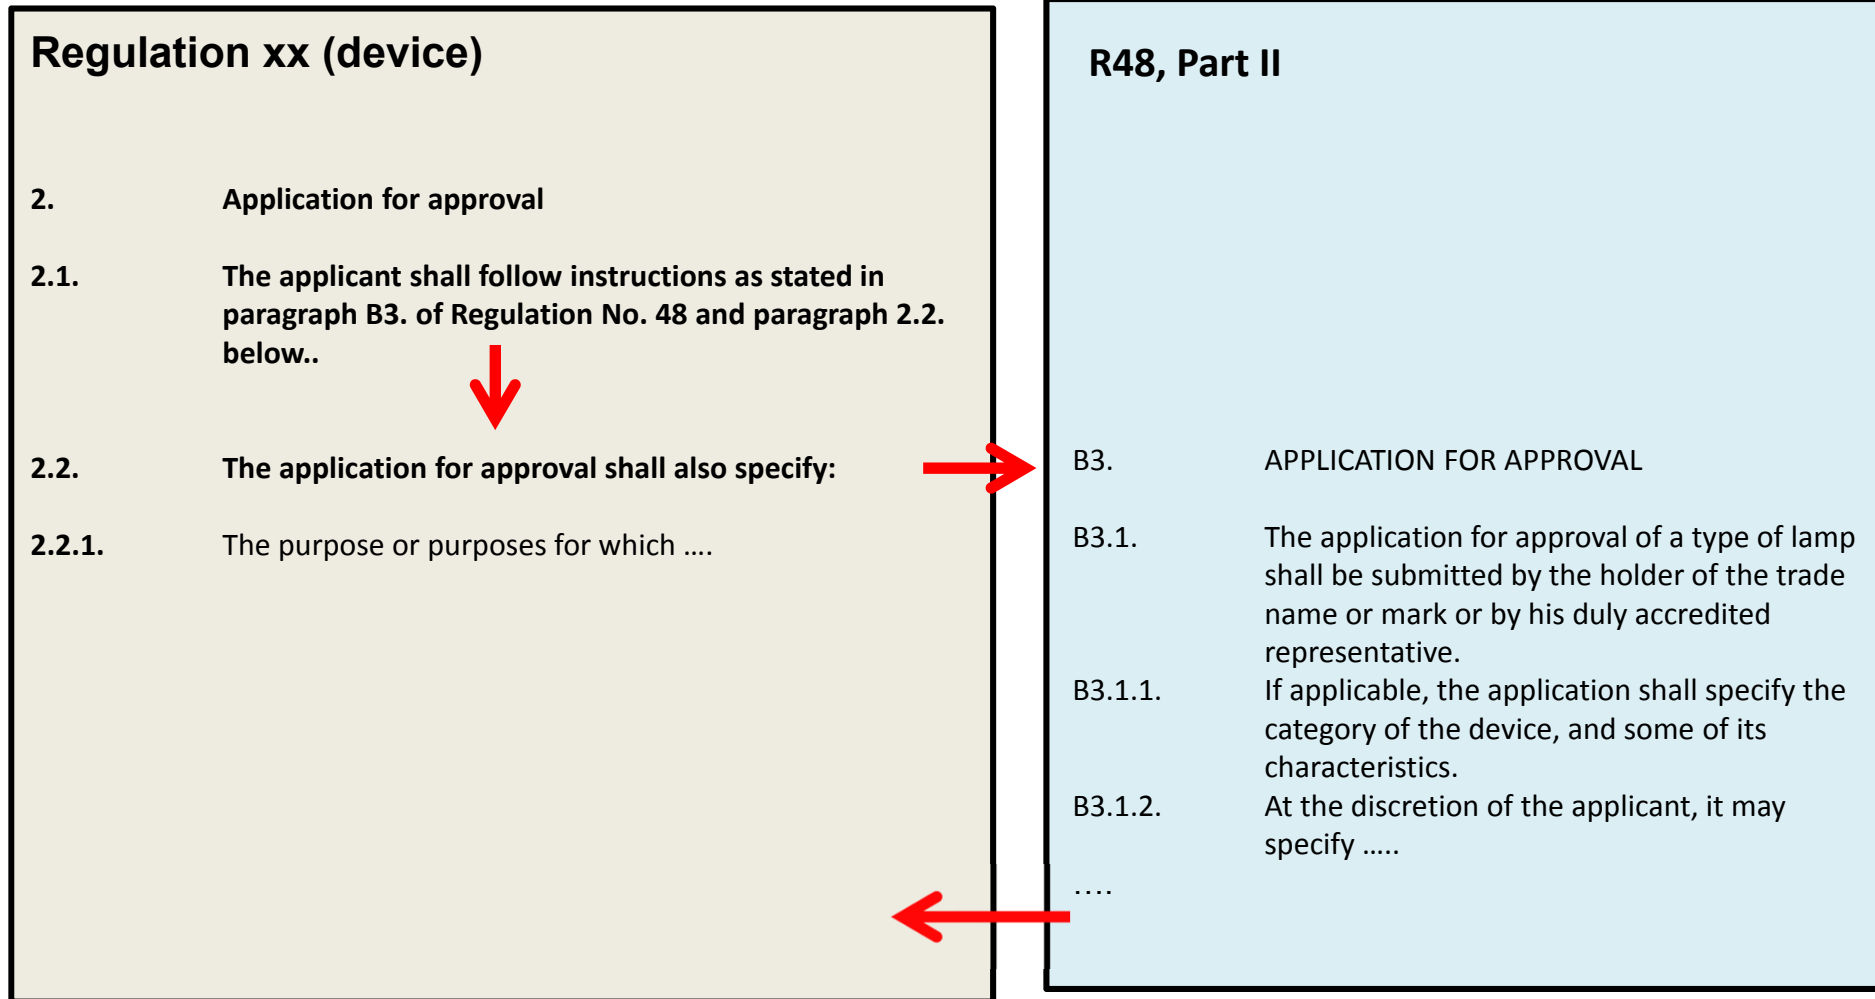 Regulation xx (device)
2. Application for approval
2.1. The applicant shall follow instructions as stated in
paragraph B3. of Regulation No. 48 and paragraph 2.2.
below..
2.2. The application for approval shall also specify:
2.2.1. The purpose or purposes for which ….
R48, Part II
B3. APPLICATION FOR APPROVAL
B3.1. The application for approval of a type of lamp
shall be submitted by the holder of the trade
name or mark or by his duly accredited
representative.
B3.1.1. If applicable, the application shall specify the
category of the device, and some of its
characteristics.
B3.1.2. At the discretion of the applicant, it may
specify …..
….